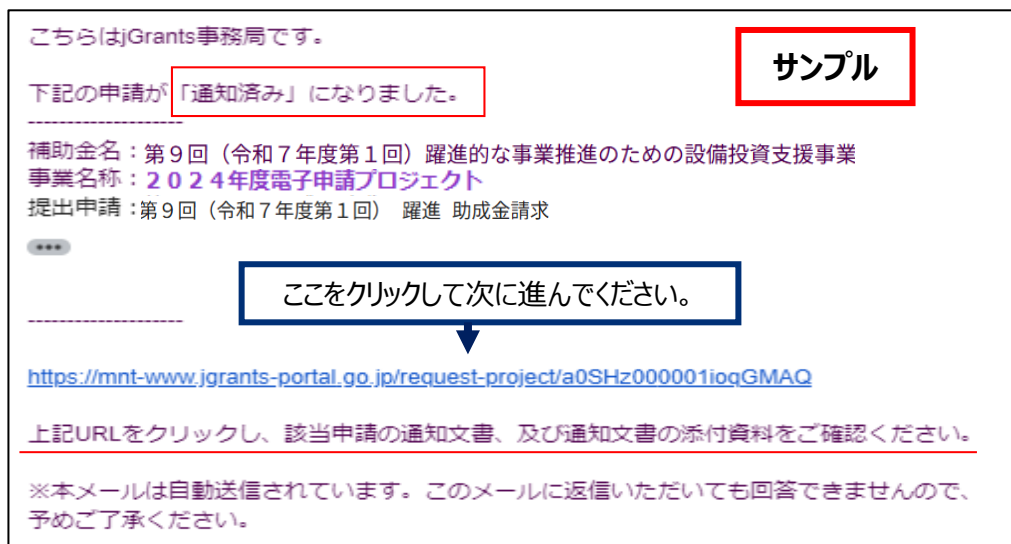 こちらはjGrants事務局です。
サンプル
下記の申請が「通知済み」になりました。
--------------------
補助金名：第９回（令和７年度第１回）躍進的な事業推進のための設備投資支援事業
事業名称：２０２４年度電子申請プロジェクト
提出申請：第９回（令和７年度第１回） 躍進 助成金請求
•••
ここをクリックして次に進んでください。
--------------------
https://mnt-www.jgrants-portal.go.jp/request-project/a0SHz000001ioqGMAQ
上記URLをクリックし、該当申請の通知文書、及び通知文書の添付資料をご確認ください。
※本メールは自動送信されています。このメールに返信いただいても回答できませんので、
予めご了承ください。